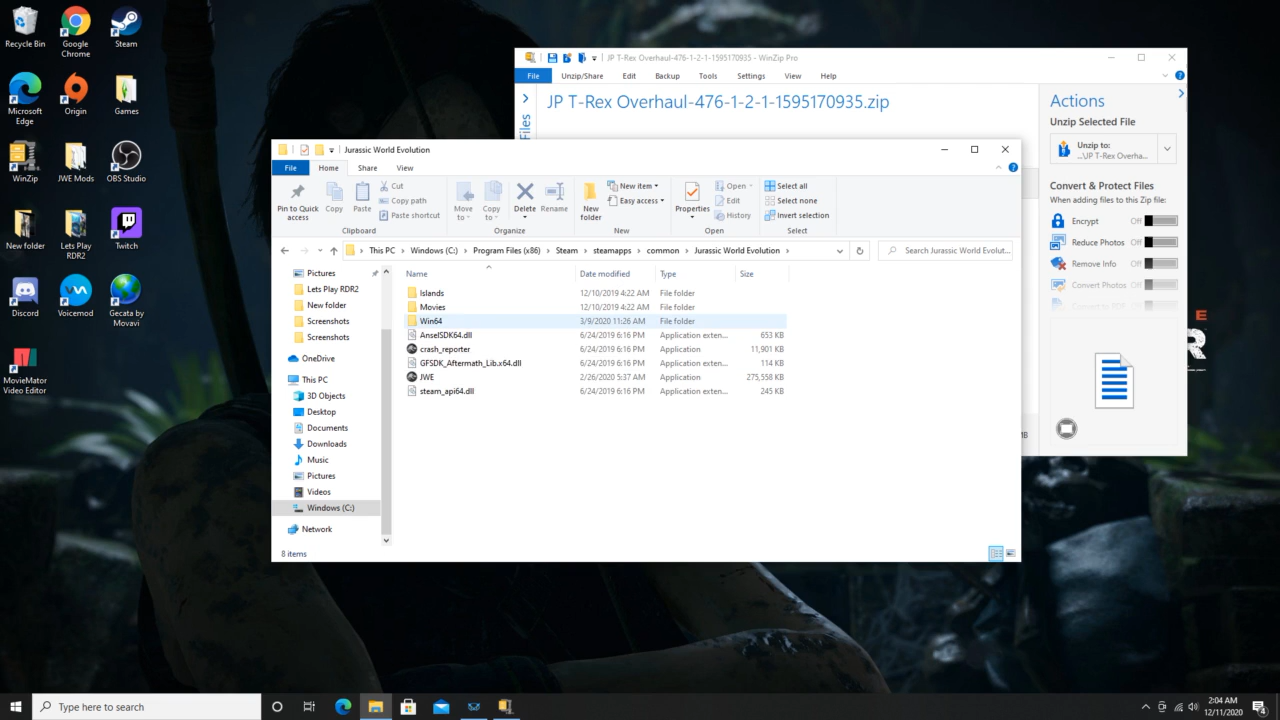 Recycle Bin
Google Chrome
Steam
Microsoft Edge
Origin
Games
WinZip
JWE Mods
OBS Studio
New folder
Lets Play RDR2
Twitch
Discord
Voicemod
Gecata by Movavi
MovieMator Video Editor
JP T-Rex Overhaul-476-1-2-1-1595170935 - WinZip Pro
File Unzip/Share Edit Backup Tools Settings View Help
Files
JP T-Rex Overhaul-476-1-2-1-1595170935.zip
Actions
Unzip Selected File
Unzip to:
...\JP T-Rex Overha...
Convert & Protect Files
When adding files to this Zip file:
Encrypt Off
Reduce Photos Off
Remove Info Off
Convert Photos Off
MB
Jurassic World Evolution
File Home Share View
Pin to Quick access
Copy
Paste
Cut
Copy path
Paste shortcut
Clipboard
Move to
Copy to
Delete
Rename
Organize
New folder
New item
Easy access
New
Properties
Open
Edit
History
Open
Select all
Select none
Invert selection
Select
This PC > Windows (C:) > Program Files (x86) > Steam > steamapps > common > Jurassic World Evolution >
Search Jurassic World Evolut...
Pictures
Lets Play RDR2
New folder
Screenshots
Screenshots
OneDrive
This PC
3D Objects
Desktop
Documents
Downloads
Music
Pictures
Videos
Windows (C:)
Network
Name Date modified Type Size
Islands 12/10/2019 4:22 AM File folder
Movies 12/10/2019 4:22 AM File folder
Win64 3/9/2020 11:26 AM File folder
AnselSDK64.dll 6/24/2019 6:16 PM Application exten... 653 KB
crash_reporter 6/24/2019 6:16 PM Application 11,901 KB
GFSDK_Aftermath_Lib.x64.dll 6/24/2019 6:16 PM Application exten... 114 KB
JWE 2/26/2020 5:37 AM Application 275,558 KB
steam_api64.dll 6/24/2019 6:16 PM Application exten... 245 KB
8 items
E
R
Type here to search
2:04 AM
12/11/2020
4